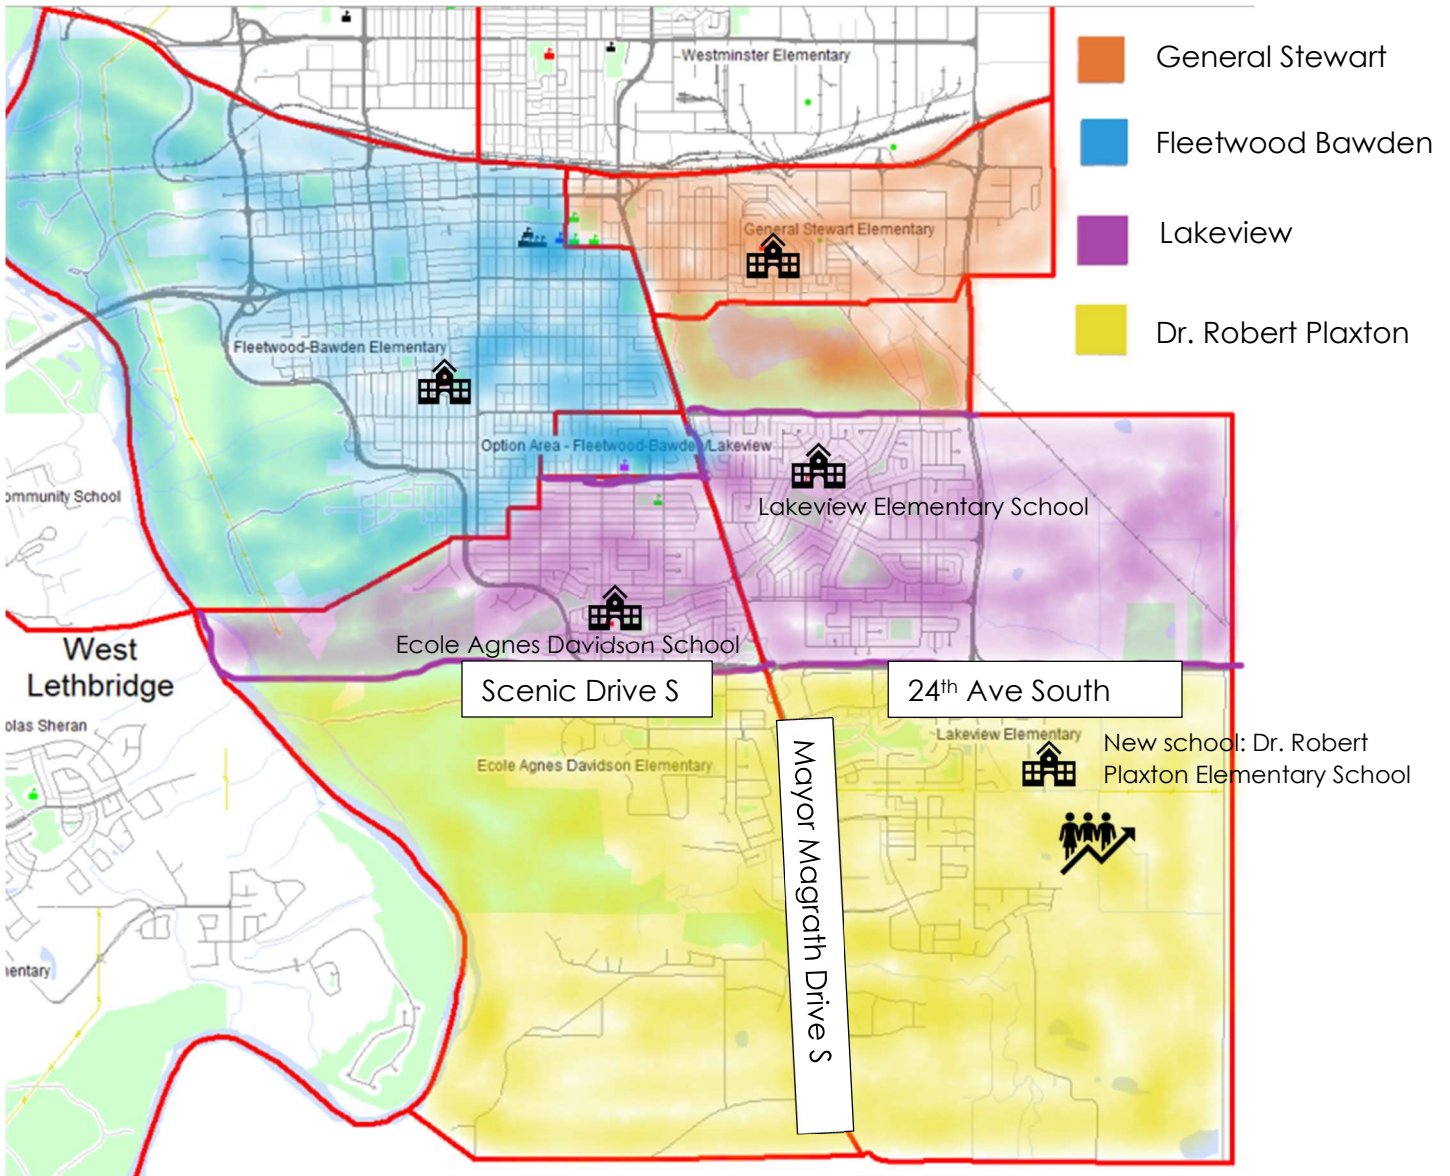 Westminster Elementary
General Stewart
Fleetwood Bawden
Lakeview
Dr. Robert Plaxton
General Stewart Elementary
Fleetwood-Bawden Elementary
Option Area - Fleetwood-Bawden/Lakeview
ommunity School
Lakeview Elementary School
Ecole Agnes Davidson School
West
Lethbridge
Scenic Drive S
24th Ave South
olas Sheran
Lakeview Elementary
New school: Dr. Robert
Plaxton Elementary School
Ecole Agnes Davidson Elementary
Mayor Magrath Drive S
nentary